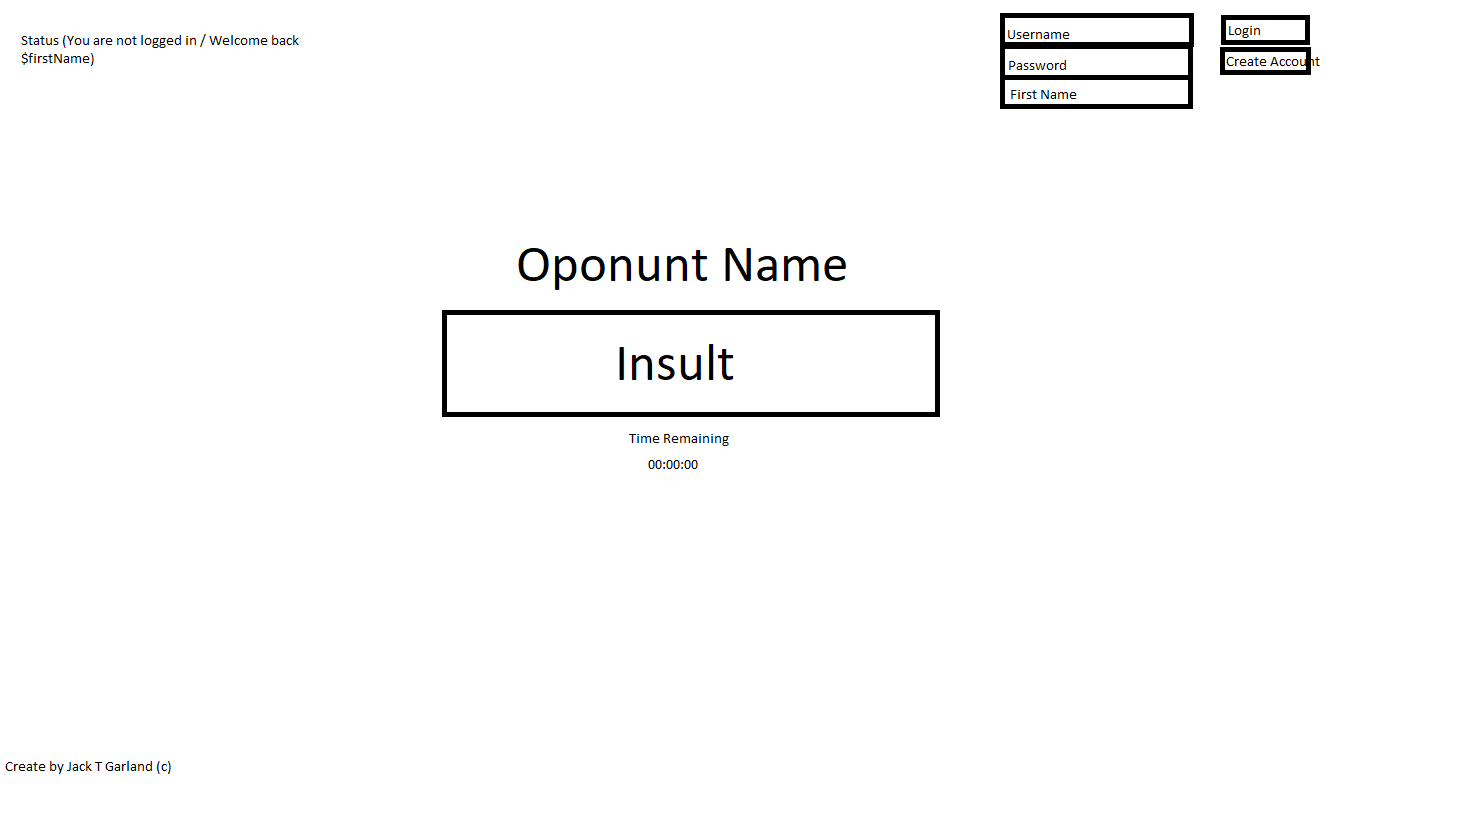 Status (You are not logged in / Welcome back
$firstName)
Username
Login
Password
Create Account
First Name
Oponunt Name
Insult
Time Remaining
00:00:00
Create by Jack T Garland (c)